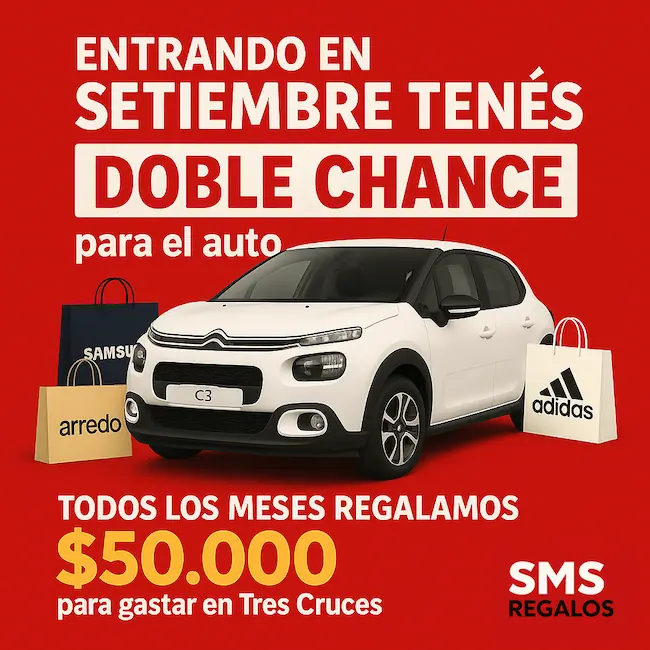 ENTRANDO EN
SETIEMBRE TENÉS
DOBLE CHANCE
para el auto
SAMSU
arredo
C3
adidas
TODOS LOS MESES REGALAMOS
$50.000
para gastar en Tres Cruces
SMS
REGALOS